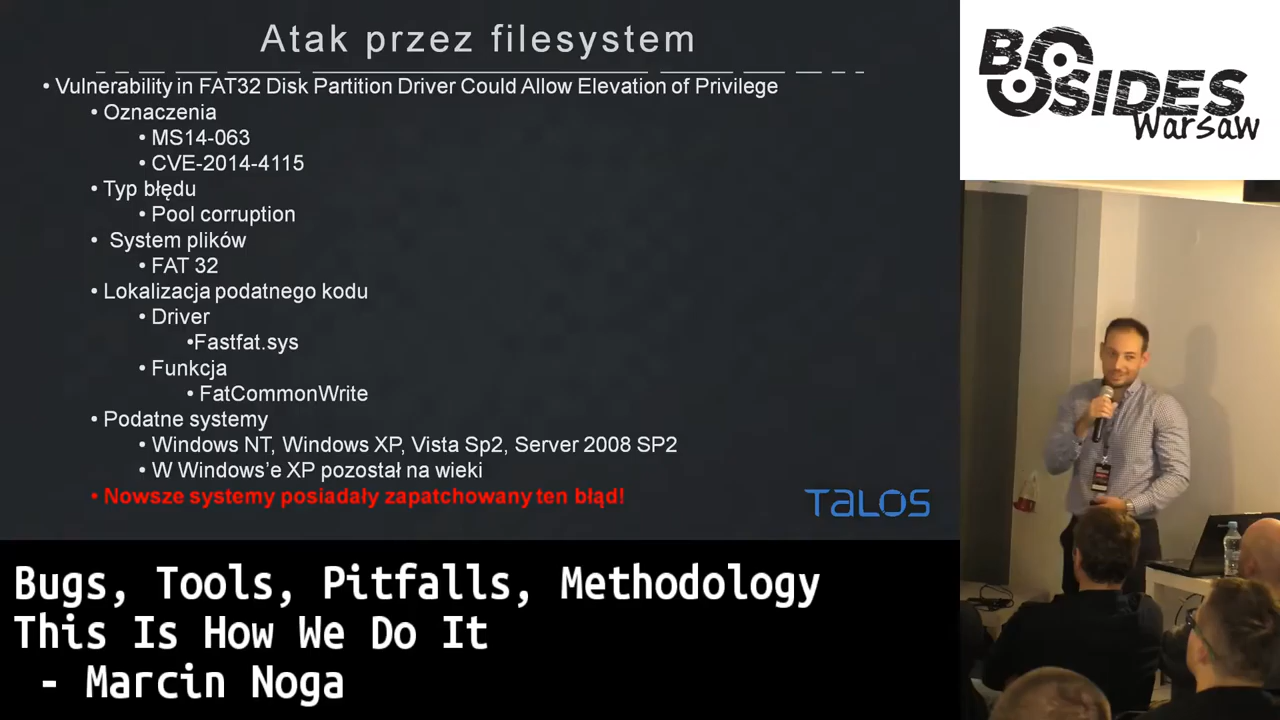 Atak przez filesystem
• Vulnerability in FAT32 Disk Partition Driver Could Allow Elevation of Privilege
• Oznaczenia
• MS14-063
• CVE-2014-4115
• Typ błędu
• Pool corruption
• System plików
• FAT 32
• Lokalizacja podatnego kodu
• Driver
•Fastfat.sys
• Funkcja
• FatCommonWrite
• Podatne systemy
• Windows NT, Windows XP, Vista Sp2, Server 2008 SP2
• W Windows'e XP pozostał na wieki
• Nowsze systemy posiadały zapatchowany ten błąd!
TALOS
BSIDES
Warsaw
Bugs, Tools, Pitfalls, Methodology
This Is How We Do It
- Marcin Noga